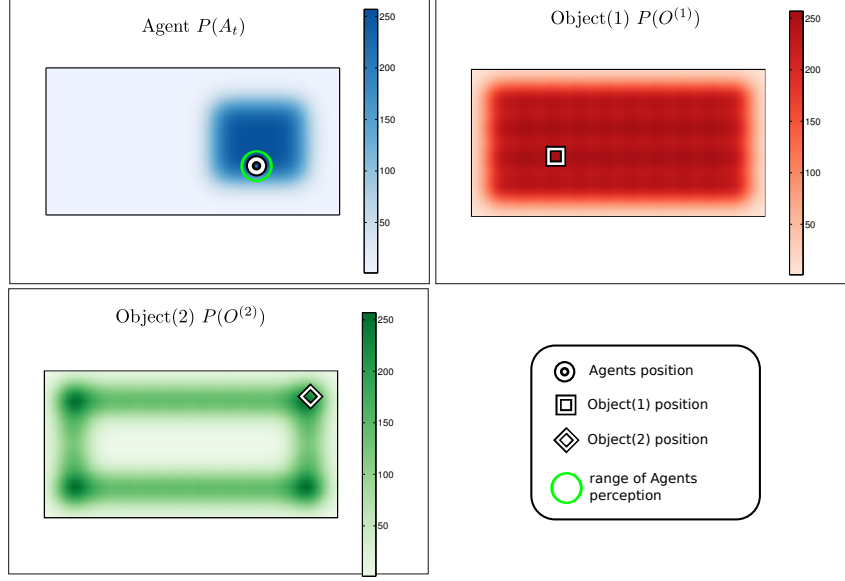 Agent P(A_t)
250
200
150
100
50
Object(1) P(O^(1))
250
200
150
100
50
Object(2) P(O^(2))
250
200
150
100
50
Agents position
Object(1) position
Object(2) position
range of Agents
perception